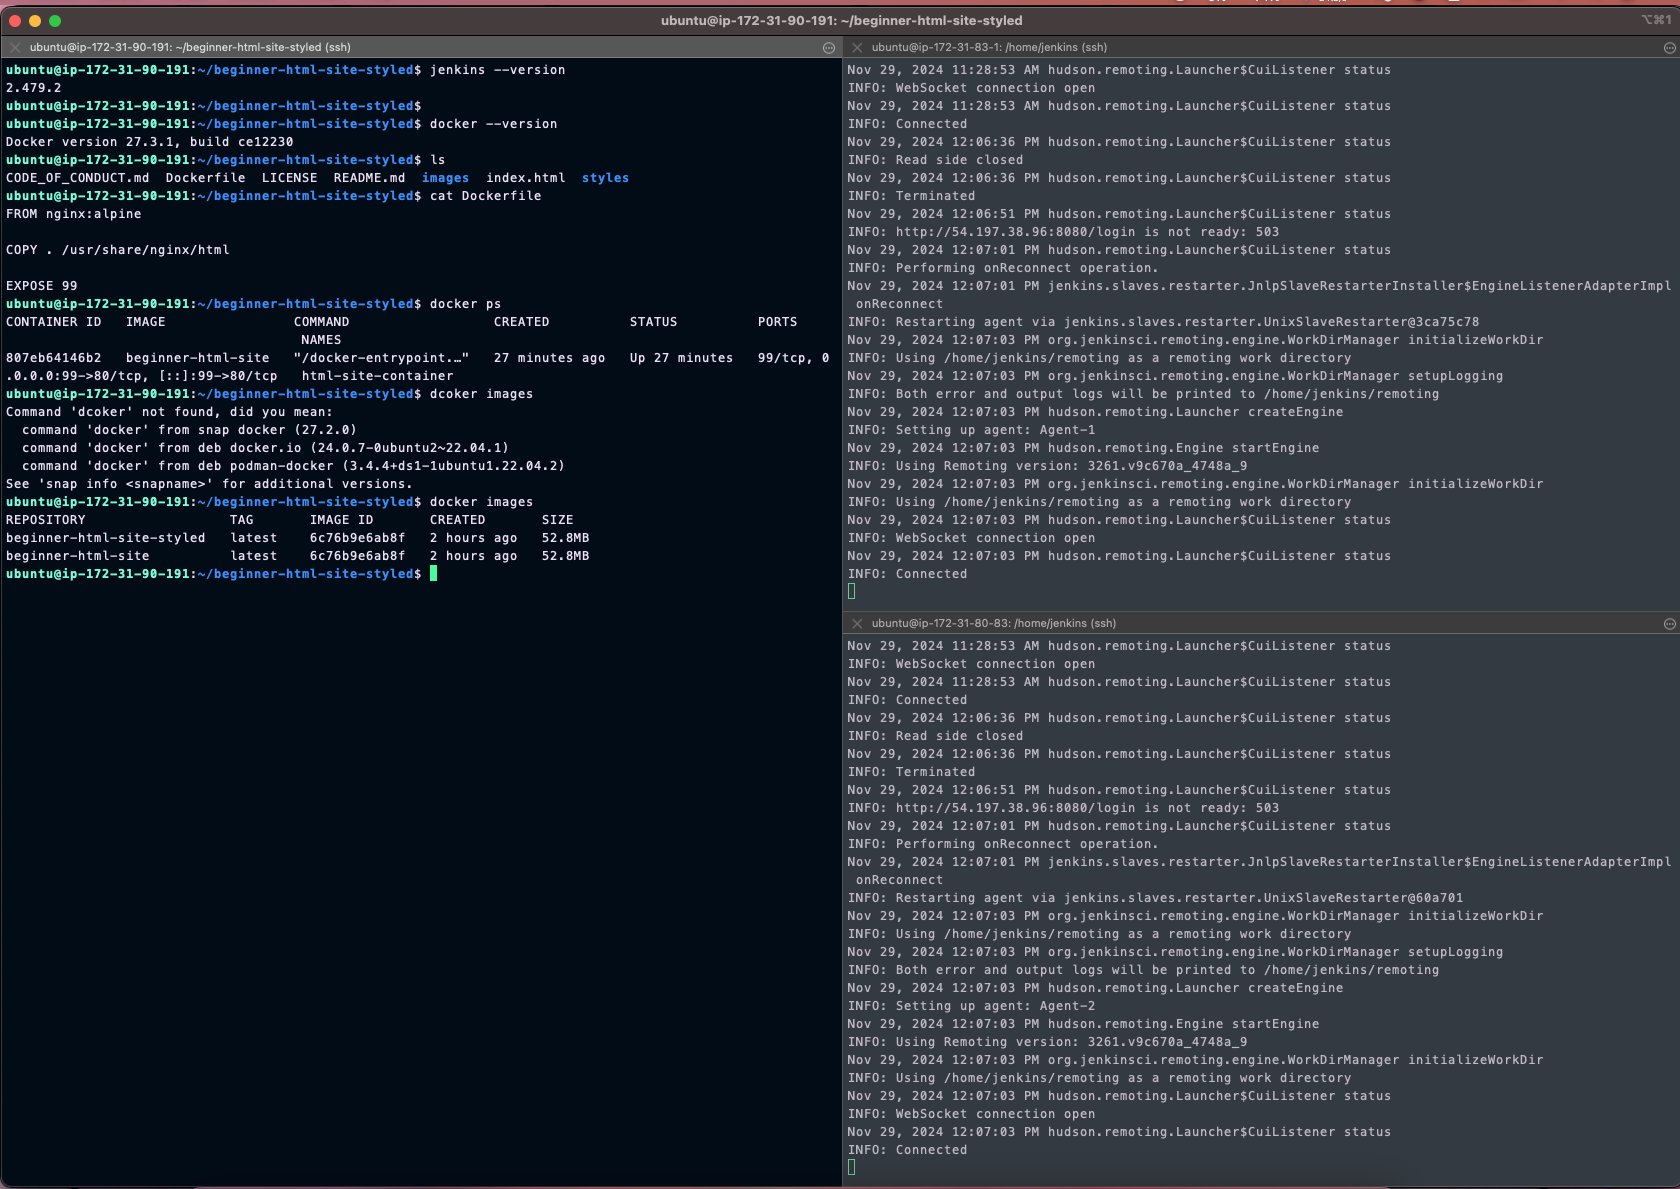 ubuntu@ip-172-31-90-191: ~/beginner-html-site-styled
⌥⌘1
ubuntu@ip-172-31-90-191: ~/beginner-html-site-styled (ssh)
ubuntu@ip-172-31-90-191:~/beginner-html-site-styled$ jenkins --version
2.479.2
ubuntu@ip-172-31-90-191:~/beginner-html-site-styled$
ubuntu@ip-172-31-90-191:~/beginner-html-site-styled$ docker --version
Docker version 27.3.1, build ce12230
ubuntu@ip-172-31-90-191:~/beginner-html-site-styled$ ls
CODE_OF_CONDUCT.md  Dockerfile  LICENSE  README.md  images  index.html  styles
ubuntu@ip-172-31-90-191:~/beginner-html-site-styled$ cat Dockerfile
FROM nginx:alpine
COPY . /usr/share/nginx/html
EXPOSE 99
ubuntu@ip-172-31-90-191:~/beginner-html-site-styled$ docker ps
CONTAINER ID   IMAGE                COMMAND                  CREATED          STATUS          PORTS
NAMES
807eb64146b2   beginner-html-site   "/docker-entrypoint.…"   27 minutes ago   Up 27 minutes   99/tcp, 0
.0.0.0:99->80/tcp, [::]:99->80/tcp   html-site-container
ubuntu@ip-172-31-90-191:~/beginner-html-site-styled$ dcoker images
Command 'dcoker' not found, did you mean:
  command 'docker' from snap docker (27.2.0)
  command 'docker' from deb docker.io (24.0.7-0ubuntu2~22.04.1)
  command 'docker' from deb podman-docker (3.4.4+ds1-1ubuntu1.22.04.2)
See 'snap info <snapname>' for additional versions.
ubuntu@ip-172-31-90-191:~/beginner-html-site-styled$ docker images
REPOSITORY                  TAG       IMAGE ID       CREATED       SIZE
beginner-html-site-styled   latest    6c76b9e6ab8f   2 hours ago   52.8MB
beginner-html-site          latest    6c76b9e6ab8f   2 hours ago   52.8MB
ubuntu@ip-172-31-90-191:~/beginner-html-site-styled$
ubuntu@ip-172-31-83-1: /home/jenkins (ssh)
Nov 29, 2024 11:28:53 AM hudson.remoting.Launcher$CuiListener status
INFO: WebSocket connection open
Nov 29, 2024 11:28:53 AM hudson.remoting.Launcher$CuiListener status
INFO: Connected
Nov 29, 2024 12:06:36 PM hudson.remoting.Launcher$CuiListener status
INFO: Read side closed
Nov 29, 2024 12:06:36 PM hudson.remoting.Launcher$CuiListener status
INFO: Terminated
Nov 29, 2024 12:06:51 PM hudson.remoting.Launcher$CuiListener status
INFO: http://54.197.38.96:8080/login is not ready: 503
Nov 29, 2024 12:07:01 PM hudson.remoting.Launcher$CuiListener status
INFO: Performing onReconnect operation.
Nov 29, 2024 12:07:01 PM jenkins.slaves.restarter.JnlpSlaveRestarterInstaller$EngineListenerAdapterImpl
 onReconnect
INFO: Restarting agent via jenkins.slaves.restarter.UnixSlaveRestarter@3ca75c78
Nov 29, 2024 12:07:03 PM org.jenkinsci.remoting.engine.WorkDirManager initializeWorkDir
INFO: Using /home/jenkins/remoting as a remoting work directory
Nov 29, 2024 12:07:03 PM org.jenkinsci.remoting.engine.WorkDirManager setupLogging
INFO: Both error and output logs will be printed to /home/jenkins/remoting
Nov 29, 2024 12:07:03 PM hudson.remoting.Launcher createEngine
INFO: Setting up agent: Agent-1
Nov 29, 2024 12:07:03 PM hudson.remoting.Engine startEngine
INFO: Using Remoting version: 3261.v9c670a_4748a_9
Nov 29, 2024 12:07:03 PM org.jenkinsci.remoting.engine.WorkDirManager initializeWorkDir
INFO: Using /home/jenkins/remoting as a remoting work directory
Nov 29, 2024 12:07:03 PM hudson.remoting.Launcher$CuiListener status
INFO: WebSocket connection open
Nov 29, 2024 12:07:03 PM hudson.remoting.Launcher$CuiListener status
INFO: Connected
ubuntu@ip-172-31-80-83: /home/jenkins (ssh)
Nov 29, 2024 11:28:53 AM hudson.remoting.Launcher$CuiListener status
INFO: WebSocket connection open
Nov 29, 2024 11:28:53 AM hudson.remoting.Launcher$CuiListener status
INFO: Connected
Nov 29, 2024 12:06:36 PM hudson.remoting.Launcher$CuiListener status
INFO: Read side closed
Nov 29, 2024 12:06:36 PM hudson.remoting.Launcher$CuiListener status
INFO: Terminated
Nov 29, 2024 12:06:51 PM hudson.remoting.Launcher$CuiListener status
INFO: http://54.197.38.96:8080/login is not ready: 503
Nov 29, 2024 12:07:01 PM hudson.remoting.Launcher$CuiListener status
INFO: Performing onReconnect operation.
Nov 29, 2024 12:07:01 PM jenkins.slaves.restarter.JnlpSlaveRestarterInstaller$EngineListenerAdapterImpl
 onReconnect
INFO: Restarting agent via jenkins.slaves.restarter.UnixSlaveRestarter@60a701
Nov 29, 2024 12:07:03 PM org.jenkinsci.remoting.engine.WorkDirManager initializeWorkDir
INFO: Using /home/jenkins/remoting as a remoting work directory
Nov 29, 2024 12:07:03 PM org.jenkinsci.remoting.engine.WorkDirManager setupLogging
INFO: Both error and output logs will be printed to /home/jenkins/remoting
Nov 29, 2024 12:07:03 PM hudson.remoting.Launcher createEngine
INFO: Setting up agent: Agent-2
Nov 29, 2024 12:07:03 PM hudson.remoting.Engine startEngine
INFO: Using Remoting version: 3261.v9c670a_4748a_9
Nov 29, 2024 12:07:03 PM org.jenkinsci.remoting.engine.WorkDirManager initializeWorkDir
INFO: Using /home/jenkins/remoting as a remoting work directory
Nov 29, 2024 12:07:03 PM hudson.remoting.Launcher$CuiListener status
INFO: WebSocket connection open
Nov 29, 2024 12:07:03 PM hudson.remoting.Launcher$CuiListener status
INFO: Connected